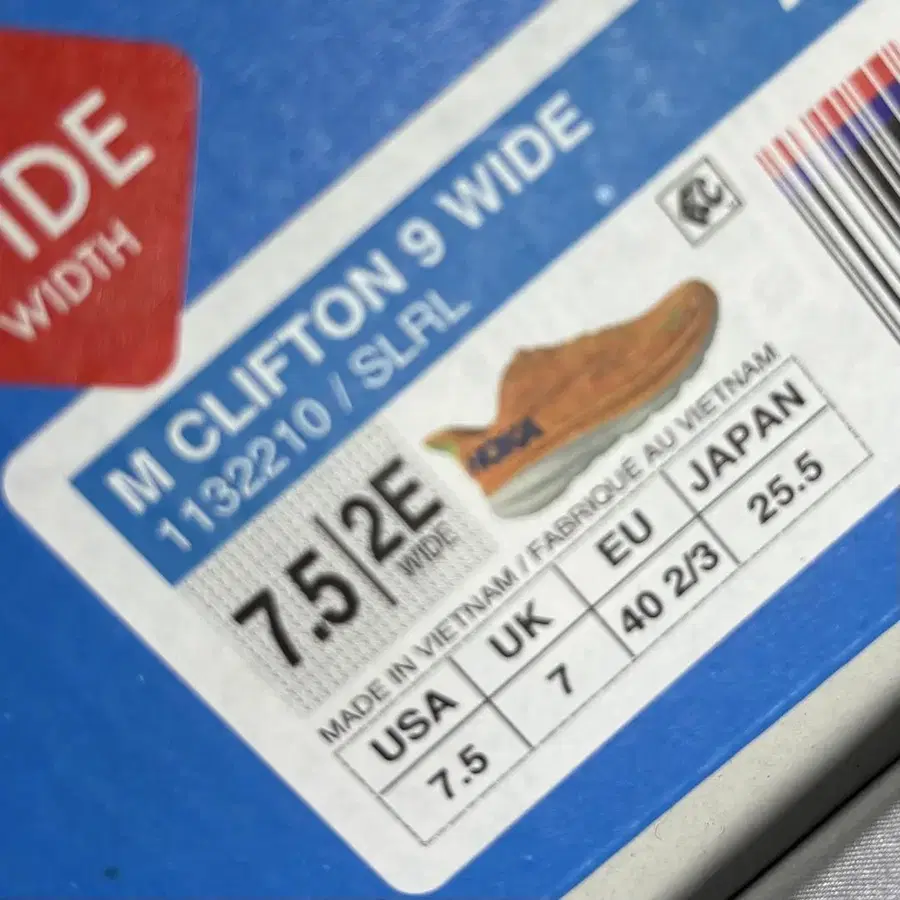 IDE
WIDTH
M CLIFTON 9 WIDE
1132210 / SLRL
7.5 | 2E
WIDE
HOKA
MADE IN VIETNAM / FABRIQUÉ AU VIETNAM
USA UK EU JAPAN
7.5 7 40 2/3 25.5